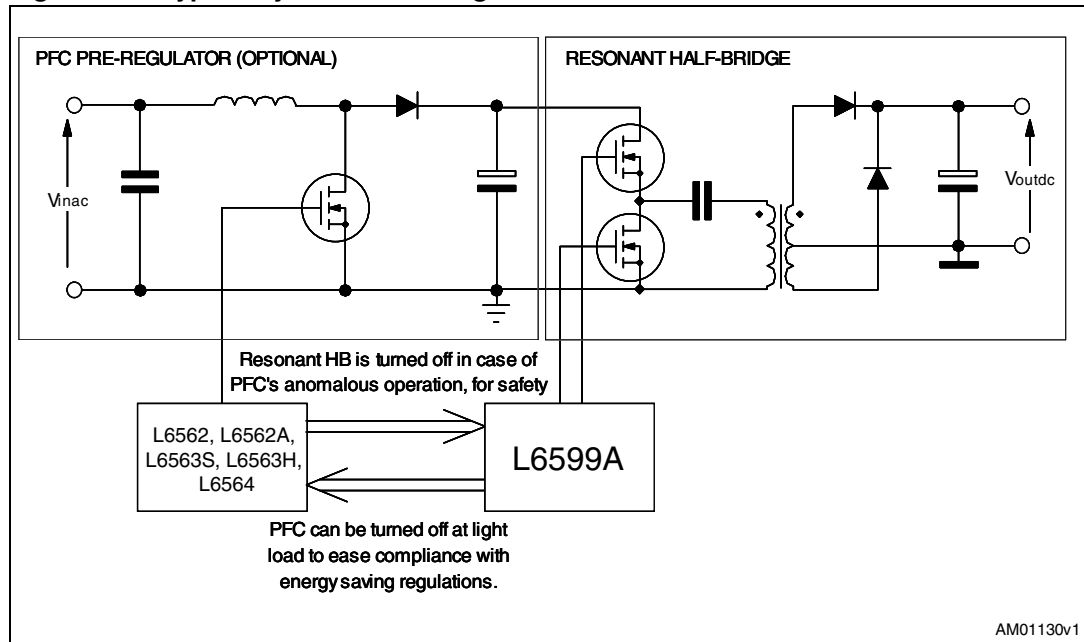 PFC PRE-REGULATOR (OPTIONAL)
RESONANT HALF-BRIDGE
Vinac
Voutdc
Resonant HB is turned off in case of
PFC's anomalous operation, for safety
L6562, L6562A,
L6563S, L6563H,
L6564
L6599A
PFC can be turned off at light
load to ease compliance with
energy saving regulations.
AM01130v1